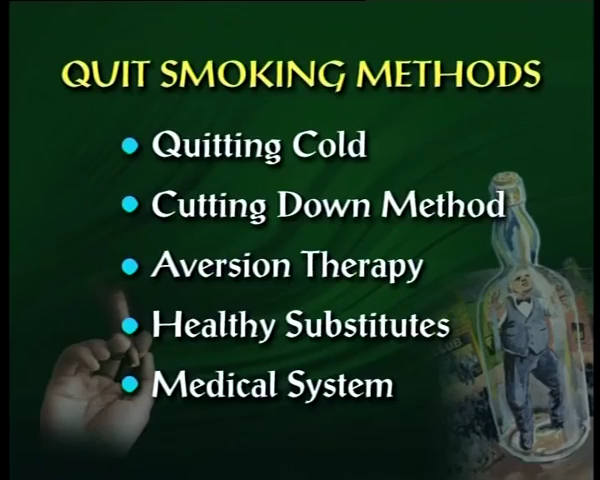 QUIT SMOKING METHODS
Quitting Cold
Cutting Down Method
Aversion Therapy
Healthy Substitutes
Medical System